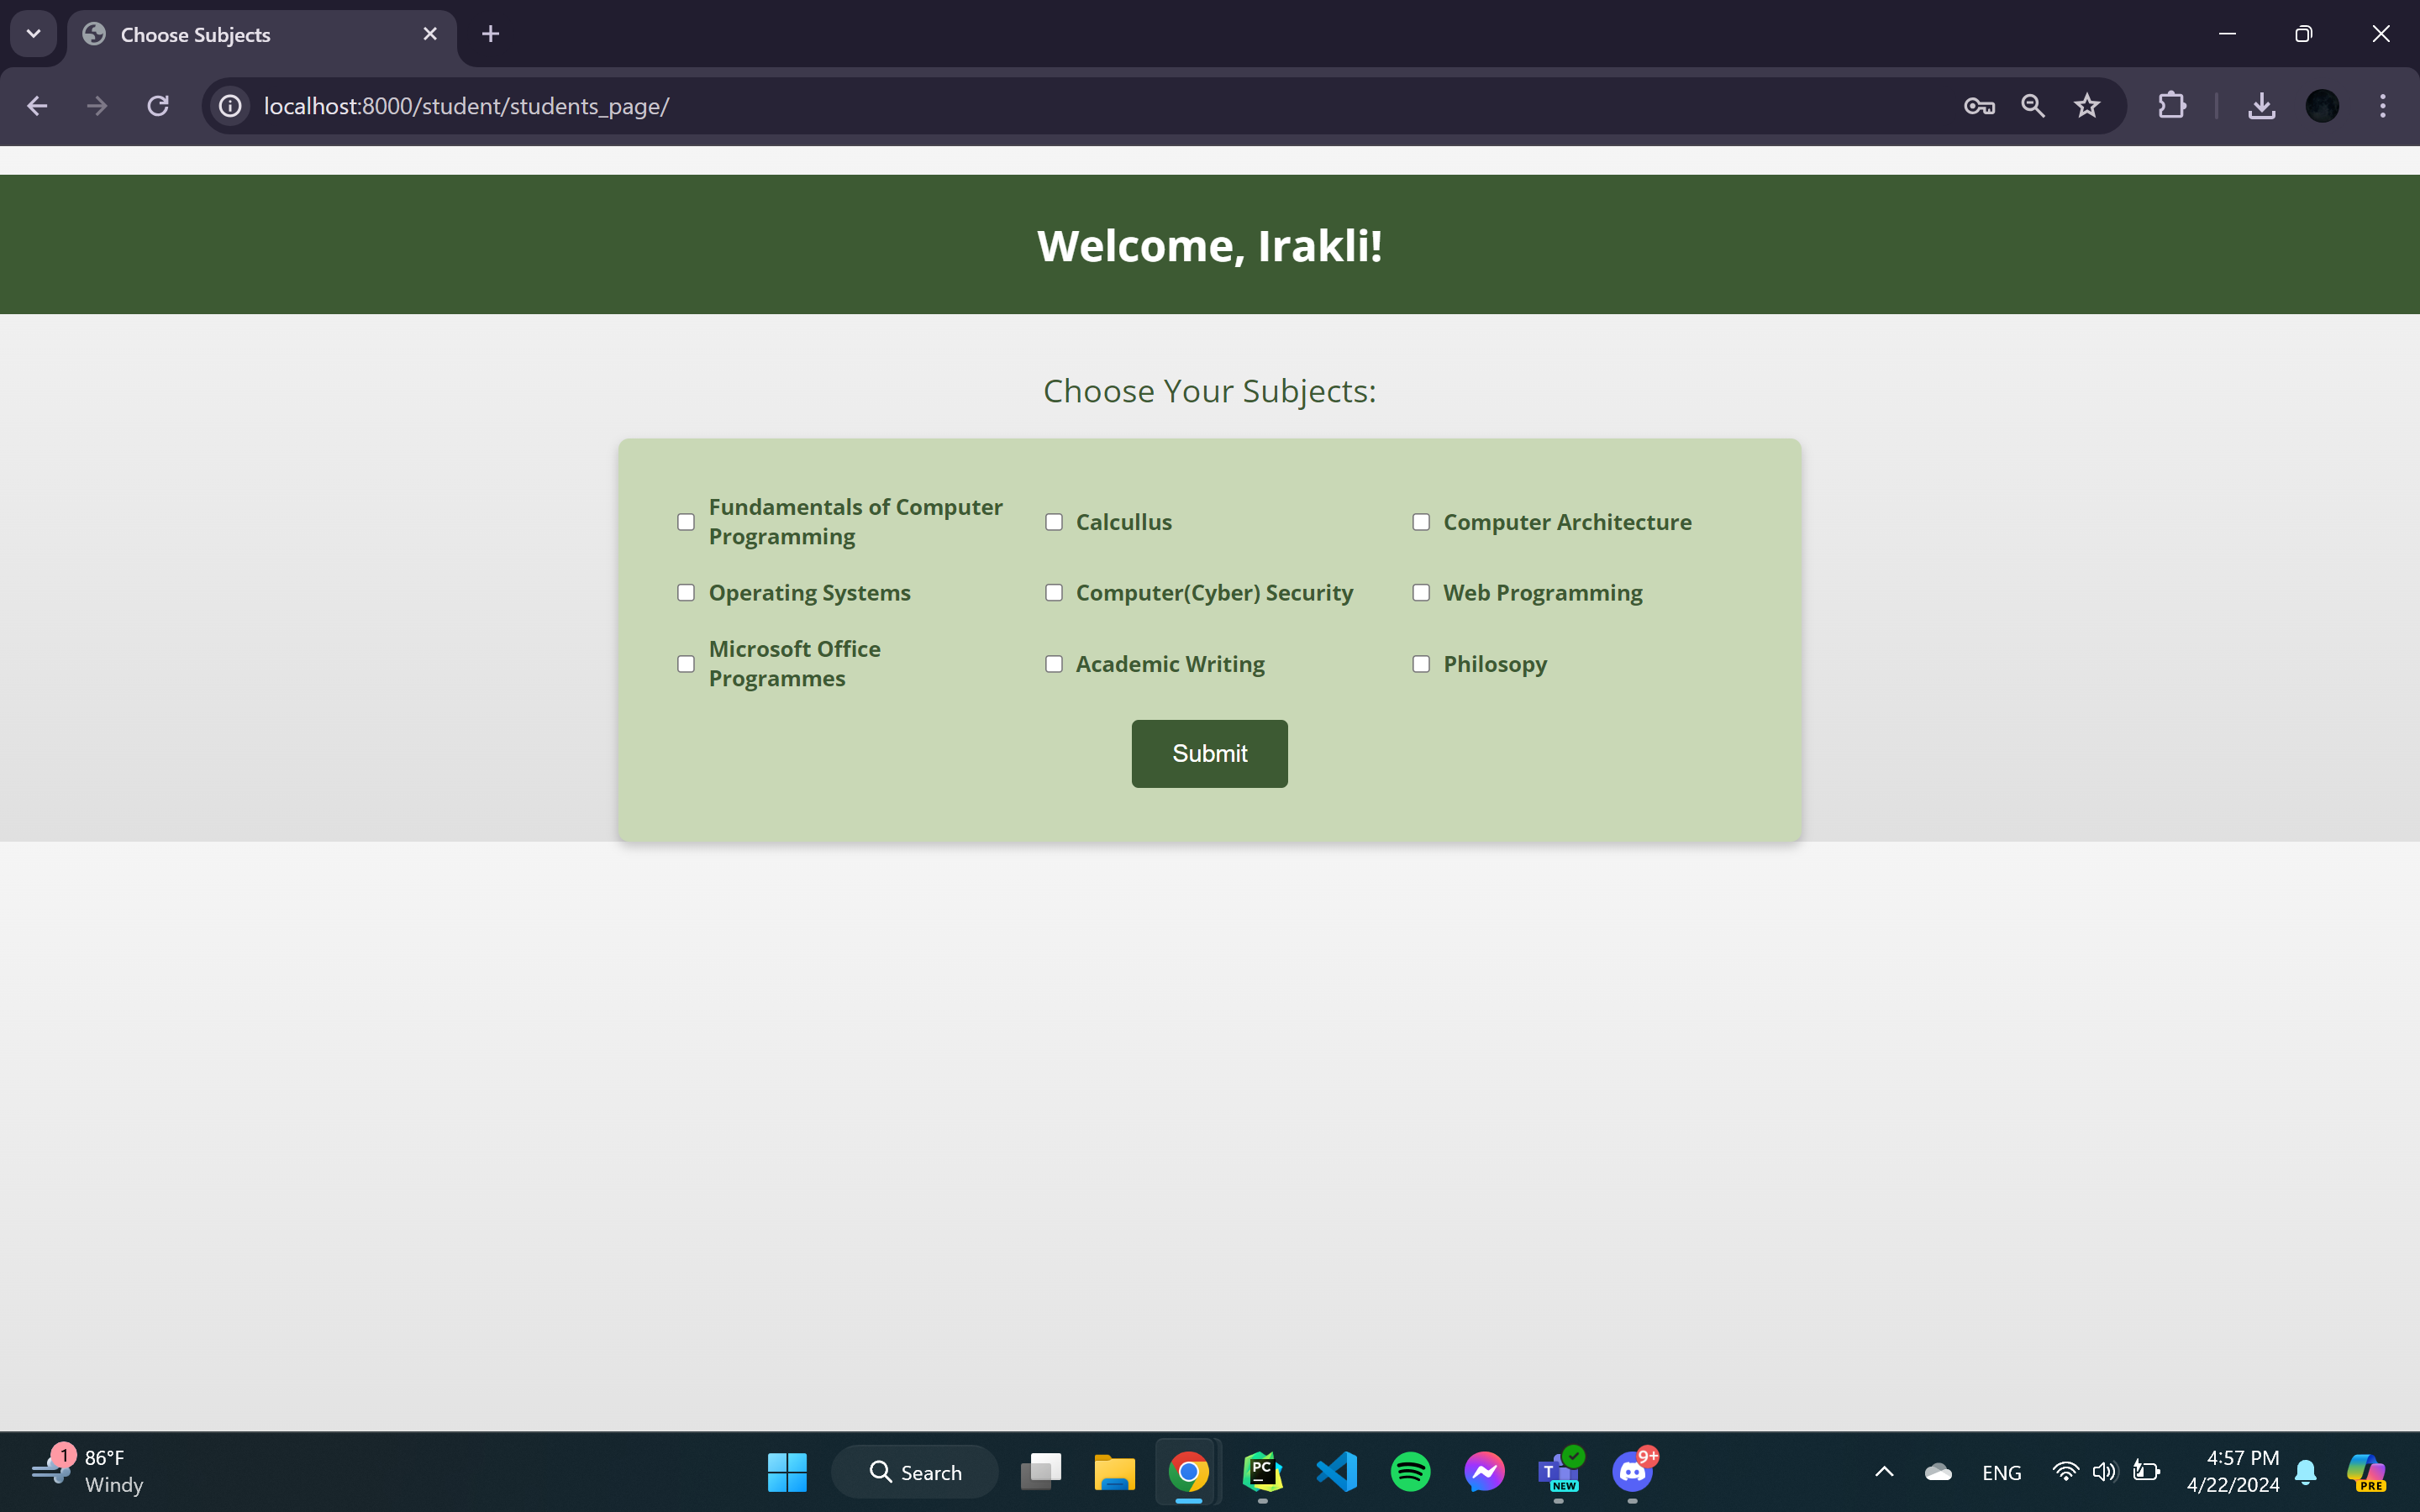 Choose Subjects
localhost:8000/student/students_page/
Welcome, Irakli!
Choose Your Subjects:
Fundamentals of Computer
Programming
Calcullus
Computer Architecture
Operating Systems
Computer(Cyber) Security
Web Programming
Microsoft Office
Programmes
Academic Writing
Philosopy
Submit
1
86°F
Windy
Search
PC
T
NEW
9+
ENG
4:57 PM
4/22/2024
PRE